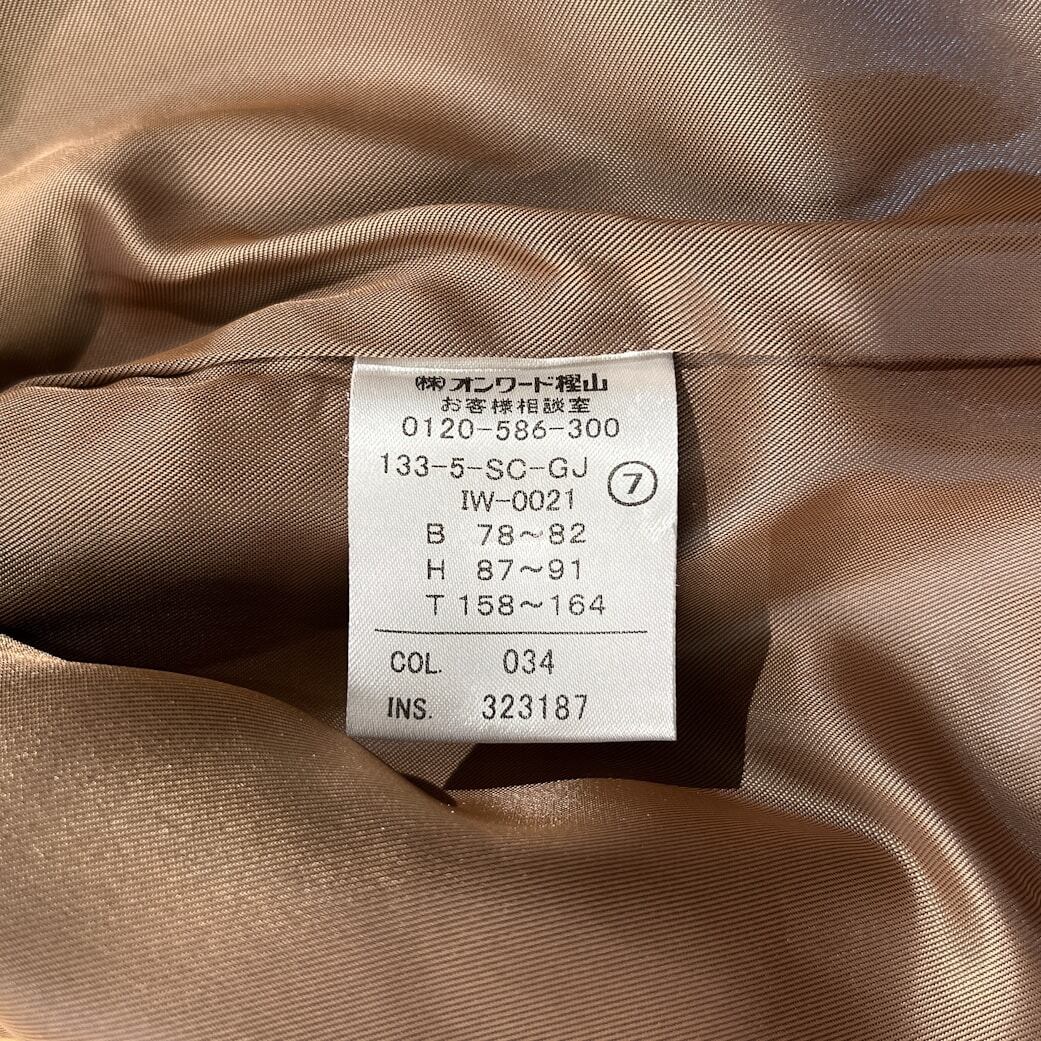 ㈱オンワード樫山
お客様相談室
0120-586-300
133-5-SC-GJ
⑦
IW-0021
B 78~82
H 87~91
T 158~164
COL. 034
INS. 323187